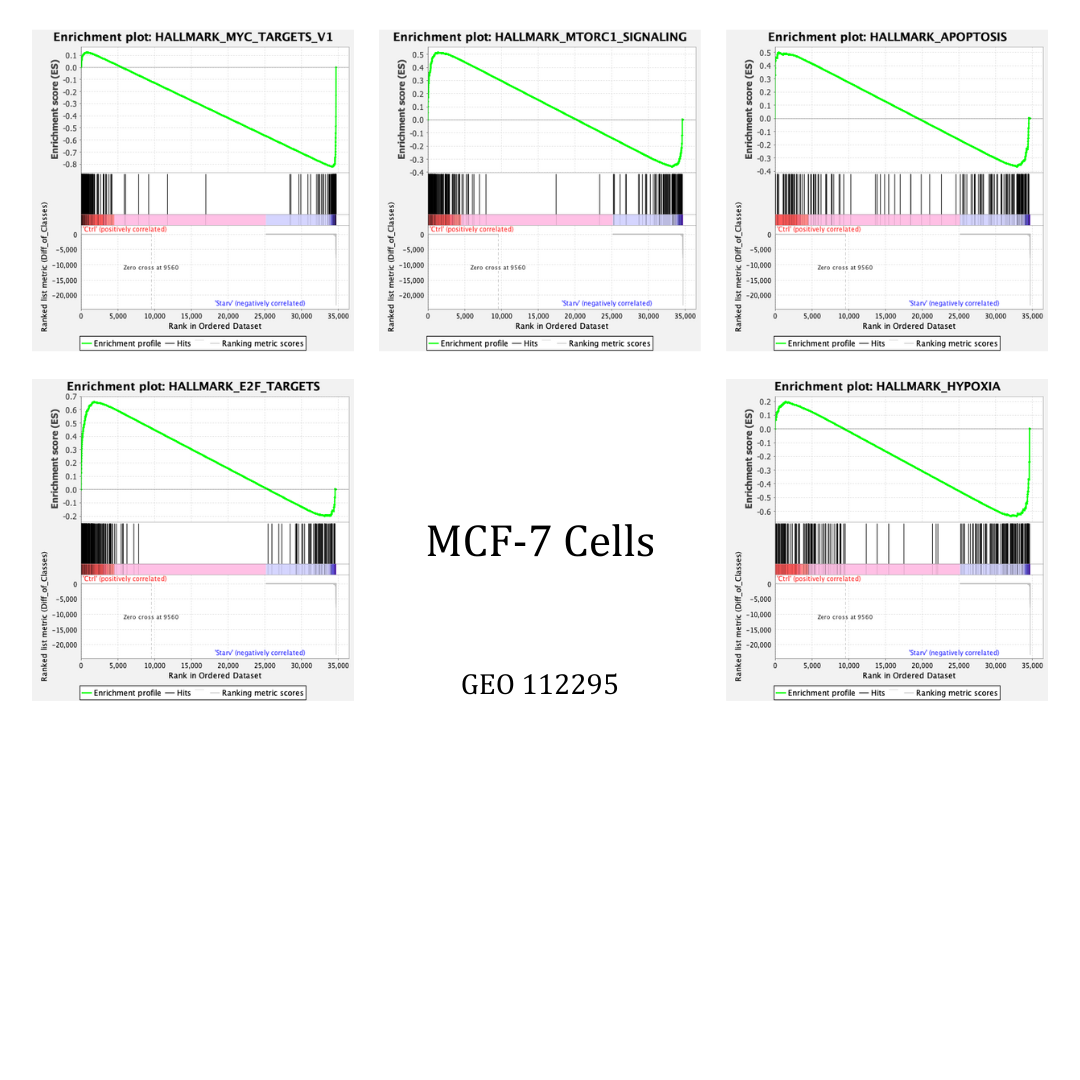 Enrichment plot: HALLMARK_MYC_TARGETS_V1
Enrichment score (ES)
0.1
0.0
-0.1
-0.2
-0.3
-0.4
-0.5
-0.6
-0.7
-0.8
Ranked list metric (Diff_of_Classes)
'Ctrl' (positively correlated)
0
-5,000
-10,000
-15,000
-20,000
Zero cross at 9560
'Starv' (negatively correlated)
0 5,000 10,000 15,000 20,000 25,000 30,000 35,000
Rank in Ordered Dataset
Enrichment profile Hits Ranking metric scores
Enrichment plot: HALLMARK_MTORC1_SIGNALING
Enrichment score (ES)
0.5
0.4
0.3
0.2
0.1
0.0
-0.1
-0.2
-0.3
-0.4
Ranked list metric (Diff_of_Classes)
'Ctrl' (positively correlated)
0
-5,000
-10,000
-15,000
-20,000
Zero cross at 9560
'Starv' (negatively correlated)
0 5,000 10,000 15,000 20,000 25,000 30,000 35,000
Rank in Ordered Dataset
Enrichment profile Hits Ranking metric scores
Enrichment plot: HALLMARK_APOPTOSIS
Enrichment score (ES)
0.5
0.4
0.3
0.2
0.1
0.0
-0.1
-0.2
-0.3
-0.4
Ranked list metric (Diff_of_Classes)
'Ctrl' (positively correlated)
0
-5,000
-10,000
-15,000
-20,000
Zero cross at 9560
'Starv' (negatively correlated)
0 5,000 10,000 15,000 20,000 25,000 30,000 35,000
Rank in Ordered Dataset
Enrichment profile Hits Ranking metric scores
Enrichment plot: HALLMARK_E2F_TARGETS
Enrichment score (ES)
0.7
0.6
0.5
0.4
0.3
0.2
0.1
0.0
-0.1
-0.2
Ranked list metric (Diff_of_Classes)
'Ctrl' (positively correlated)
0
-5,000
-10,000
-15,000
-20,000
Zero cross at 9560
'Starv' (negatively correlated)
0 5,000 10,000 15,000 20,000 25,000 30,000 35,000
Rank in Ordered Dataset
Enrichment profile Hits Ranking metric scores
MCF-7 Cells
GEO 112295
Enrichment plot: HALLMARK_HYPOXIA
Enrichment score (ES)
0.2
0.1
0.0
-0.1
-0.2
-0.3
-0.4
-0.5
-0.6
Ranked list metric (Diff_of_Classes)
'Ctrl' (positively correlated)
0
-5,000
-10,000
-15,000
-20,000
Zero cross at 9560
'Starv' (negatively correlated)
0 5,000 10,000 15,000 20,000 25,000 30,000 35,000
Rank in Ordered Dataset
Enrichment profile Hits Ranking metric scores